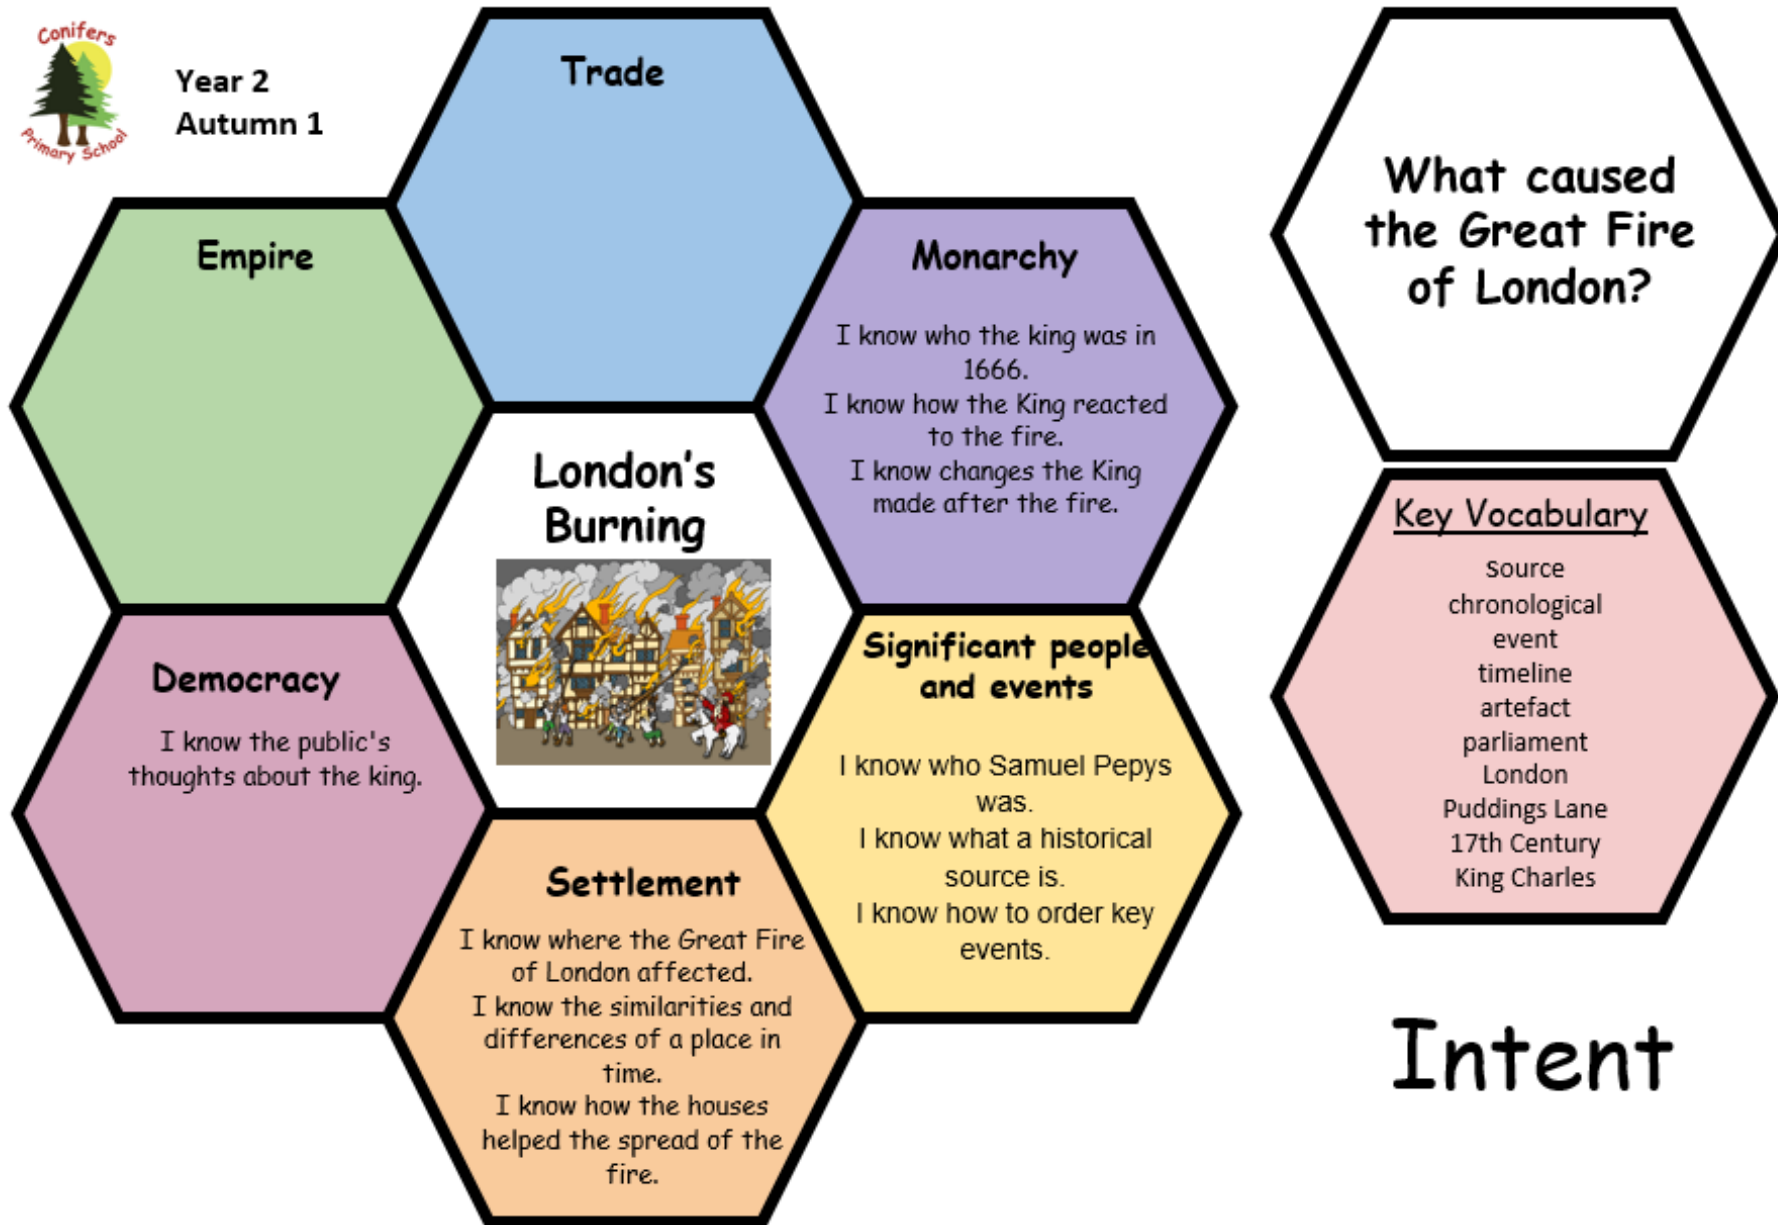 Conifers
Primary School
Year 2
Autumn 1
Trade
Empire
Monarchy
I know who the king was in
1666.
I know how the King reacted
to the fire.
I know changes the King
made after the fire.
London's
Burning
Democracy
I know the public's
thoughts about the king.
Significant people
and events
I know who Samuel Pepys
was.
I know what a historical
source is.
I know how to order key
events.
Settlement
I know where the Great Fire
of London affected.
I know the similarities and
differences of a place in
time.
I know how the houses
helped the spread of the
fire.
What caused
the Great Fire
of London?
Key Vocabulary
source
chronological
event
timeline
artefact
parliament
London
Puddings Lane
17th Century
King Charles
Intent